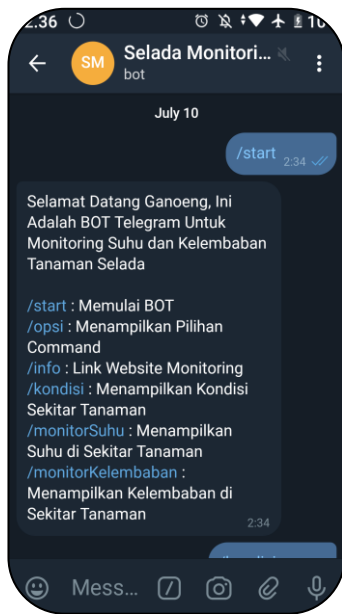 2.36
10
SM
Selada Monitori...
bot
July 10
/start
2:34
Selamat Datang Ganoeng, Ini
Adalah BOT Telegram Untuk
Monitoring Suhu dan Kelembaban
Tanaman Selada
/start : Memulai BOT
/opsi : Menampilkan Pilihan
Command
/info : Link Website Monitoring
/kondisi : Menampilkan Kondisi
Sekitar Tanaman
/monitorSuhu : Menampilkan
Suhu di Sekitar Tanaman
/monitorKelembaban :
Menampilkan Kelembaban di
Sekitar Tanaman
2:34
Mess...